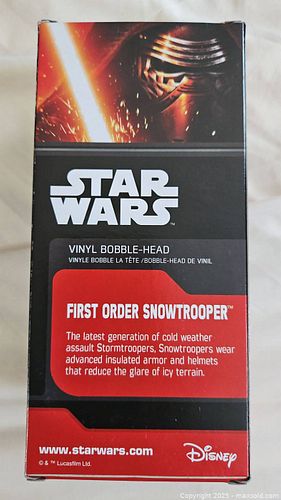 STAR
WARS™
VINYL BOBBLE-HEAD
VINYLE BOBBLE LA TÊTE /BOBBLE-HEAD DE VINIL
FIRST ORDER SNOWTROOPER™
The latest generation of cold weather
assault Stormtroopers, Snowtroopers wear
advanced insulated armor and helmets
that reduce the glare of icy terrain.
www.starwars.com
© & ™ Lucasfilm Ltd.
Disney
Copyright 2025 - maxsold.com